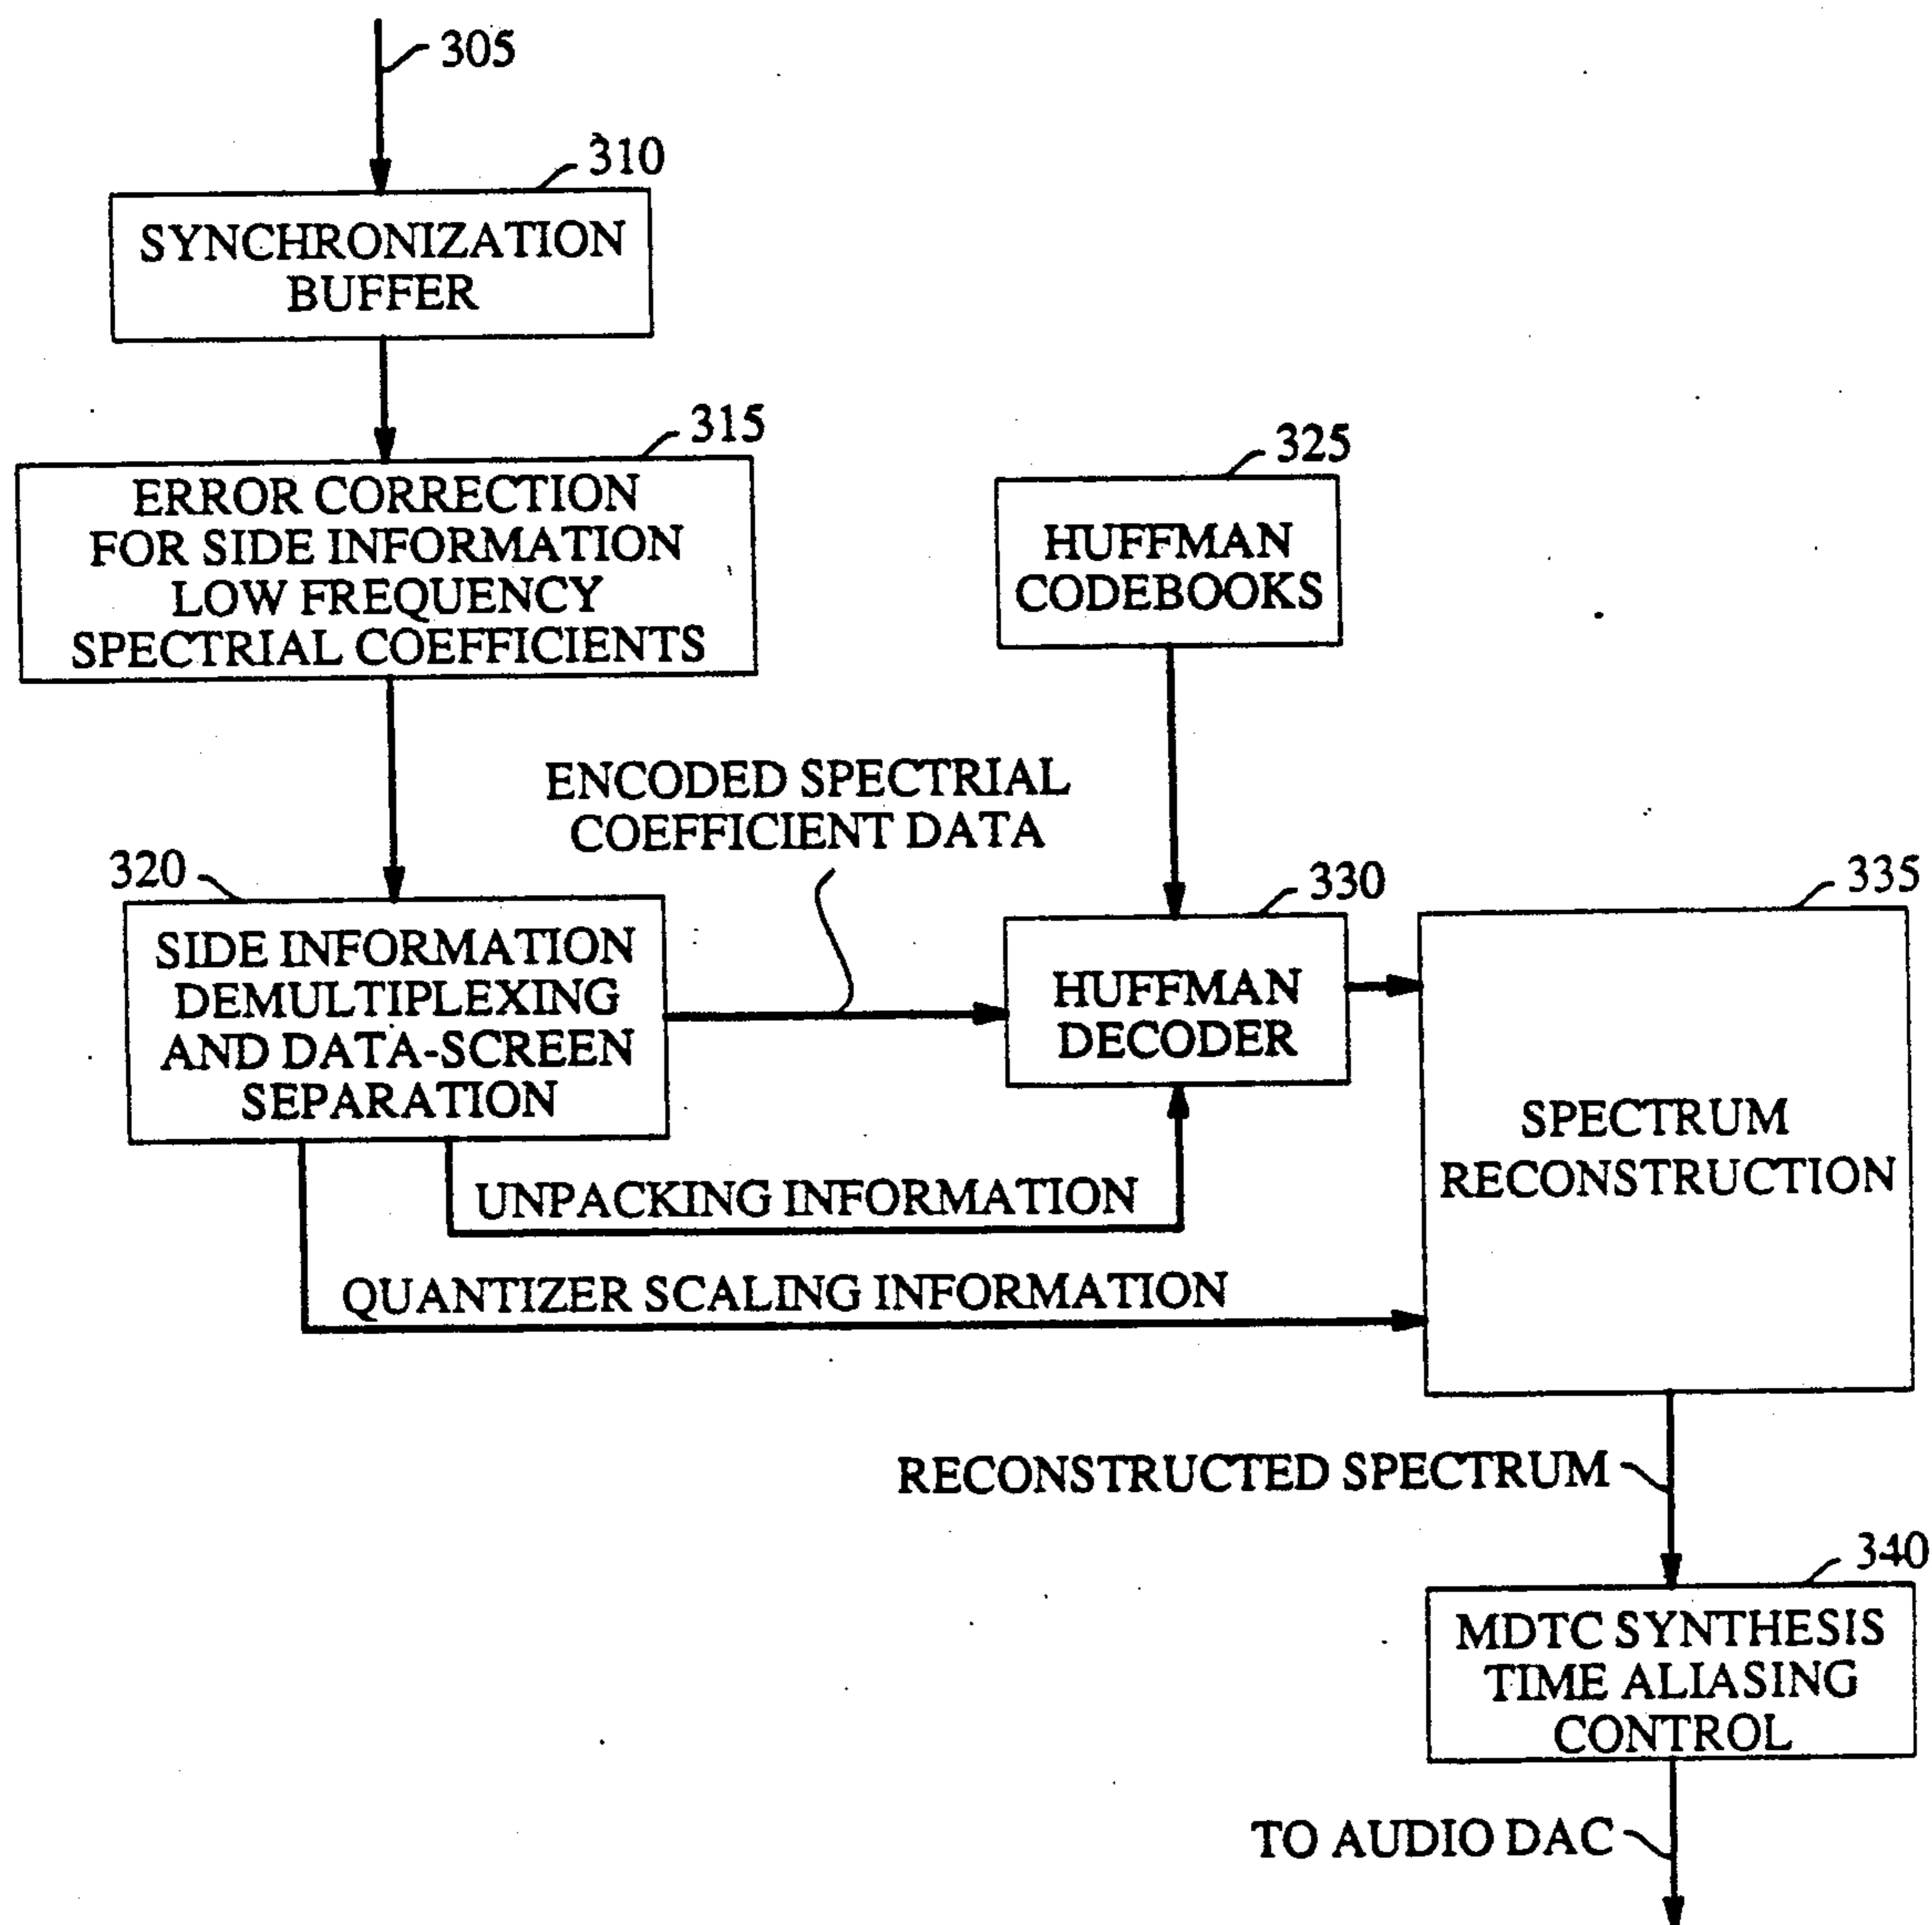 305
310
SYNCHRONIZATION
BUFFER
315
ERROR CORRECTION
FOR SIDE INFORMATION
LOW FREQUENCY
SPECTRIAL COEFFICIENTS
325
HUFFMAN
CODEBOOKS
ENCODED SPECTRIAL
COEFFICIENT DATA
320
SIDE INFORMATION
DEMULTIPLEXING
AND DATA-SCREEN
SEPARATION
330
HUFFMAN
DECODER
335
SPECTRUM
RECONSTRUCTION
UNPACKING INFORMATION
QUANTIZER SCALING INFORMATION
RECONSTRUCTED SPECTRUM
340
MDTC SYNTHESIS
TIME ALIASING
CONTROL
TO AUDIO DAC